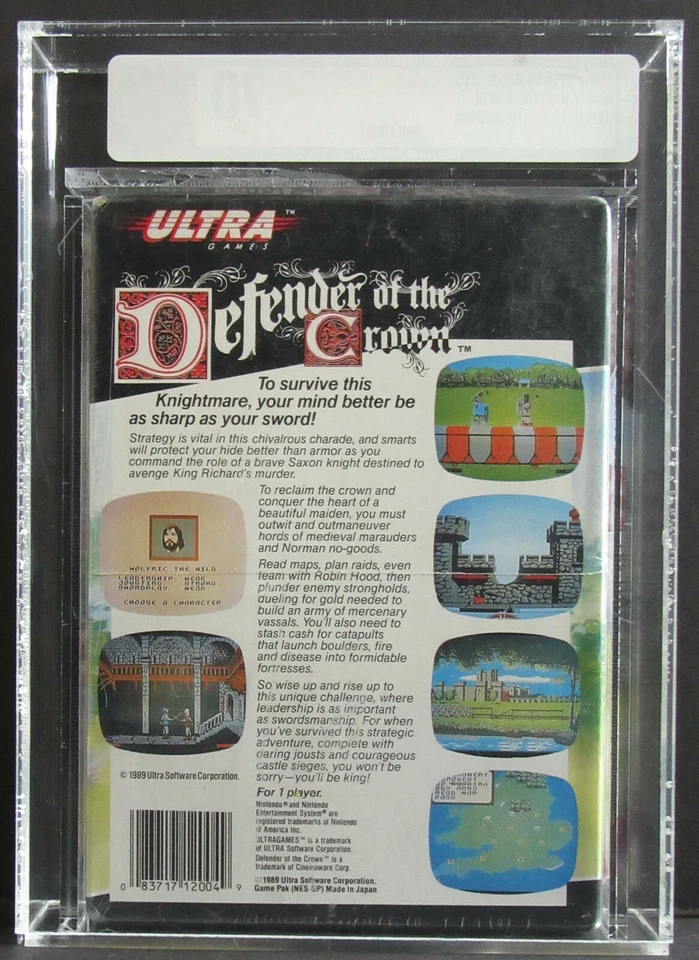 ULTRA™
GAMES
Defender of the
Crown™
To survive this
Knightmare, your mind better be
as sharp as your sword!
Strategy is vital in this chivalrous charade, and smarts
will protect your hide better than armor as you
command the role of a brave Saxon knight destined to
avenge King Richard's murder.
To reclaim the crown and
conquer the heart of a
beautiful maiden, you must
outwit and outmaneuver
hords of medieval marauders
and Norman no-goods.
Read maps, plan raids, even
team with Robin Hood, then
plunder enemy strongholds,
dueling for gold needed to
build an army of mercenary
vassals. You'll also need to
stash cash for catapults
that launch boulders, fire
and disease into formidable
fortresses.
So wise up and rise up to
this unique challenge, where
leadership is as important
as swordsmanship. For when
you've survived this strategic
adventure, complete with
daring jousts and courageous
castle sieges, you won't be
sorry—you'll be king!
For 1 player.
WOLFRIC THE WILD
LEADERSHIP WEAK
JOUSTING STRONG
SWORDPLAY WEAK
CHOOSE A CHARACTER
© 1989 Ultra Software Corporation.
Nintendo® and Nintendo
Entertainment System® are
registered trademarks of Nintendo
of America Inc.
ULTRAGAMES™ is a trademark
of ULTRA Software Corporation.
Defender of the Crown™ is a
trademark of Cinemaware Corp.
© 1989 Ultra Software Corporation.
Game Pak (NES-DP) Made in Japan
0 83717 12004 9